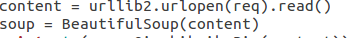 content = urllib2.urlopen(req).read()
soup = BeautifulSoup(content)